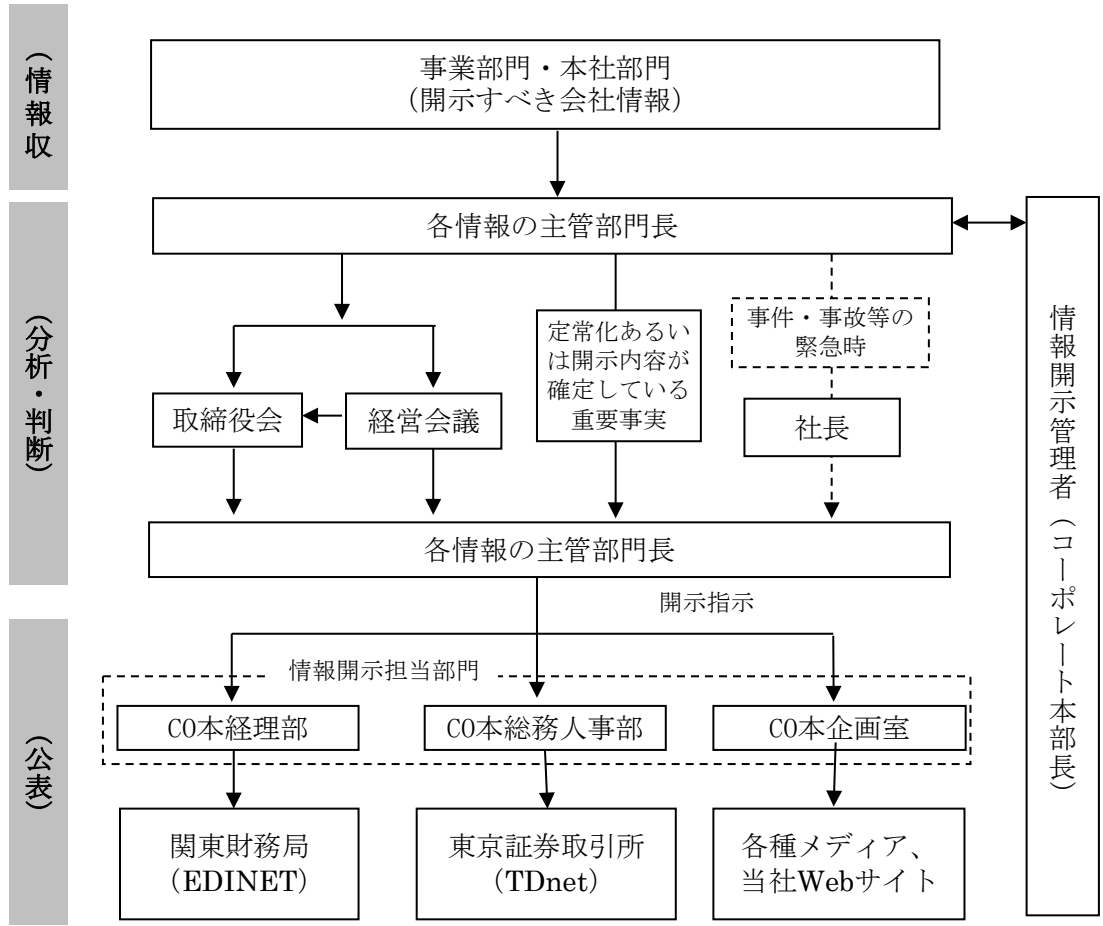 （情報収
事業部門・本社部門
（開示すべき会社情報）
（分析・判断）
各情報の主管部門長
定常化あるい
は開示内容が
確定している
重要事実
事件・事故等の
緊急時
取締役会
経営会議
社長
各情報の主管部門長
開示指示
（公表）
情報開示担当部門
CO本経理部
CO本総務人事部
CO本企画室
関東財務局
（EDINET）
東京証券取引所
（TDnet）
各種メディア、
当社Webサイト
情報開示管理者（コーポレート本部長）